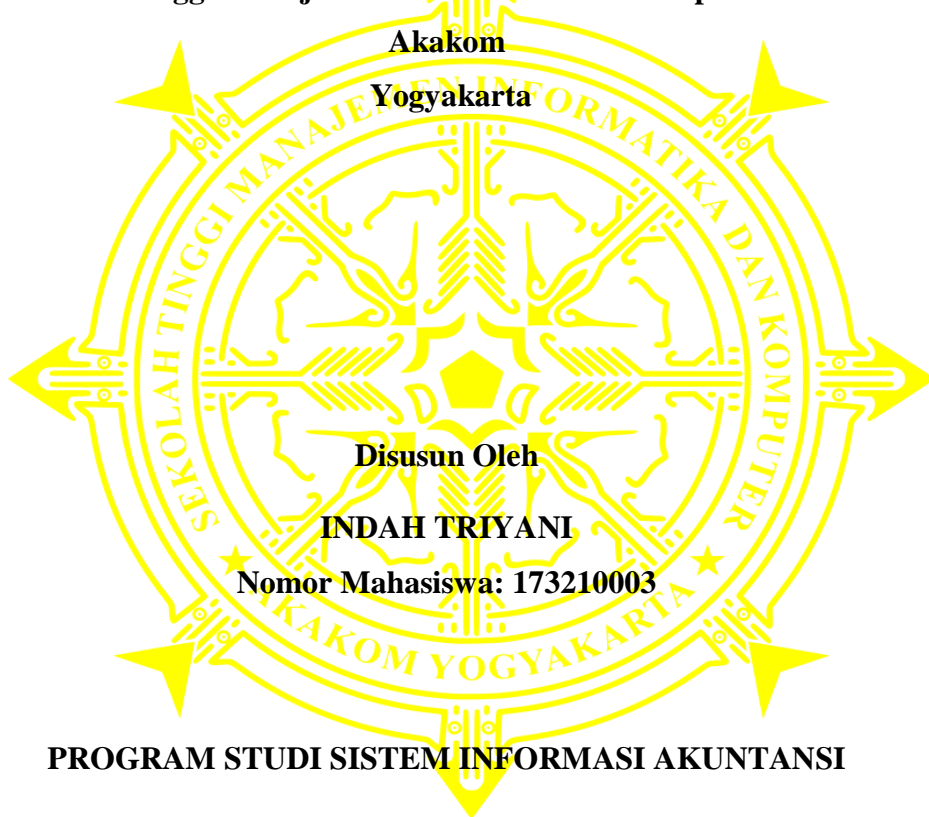 Akakom
Yogyakarta
SEKOLAH TINGGI MANAJEMEN INFORMATIKA DAN KOMPUTER
Disusun Oleh
INDAH TRIYANI
Nomor Mahasiswa: 173210003
AKAKOM YOGYAKARTA
PROGRAM STUDI SISTEM INFORMASI AKUNTANSI